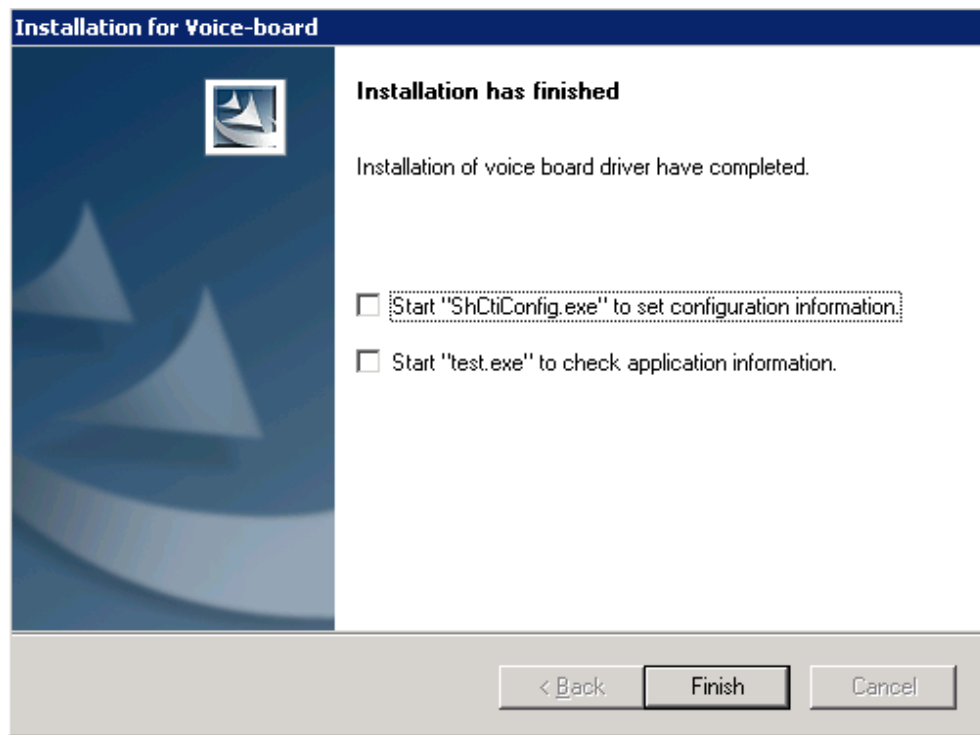 Installation for Voice-board
Installation has finished
Installation of voice board driver have completed.
Start "ShCtiConfig.exe" to set configuration information.
Start "test.exe" to check application information.
< Back
Finish
Cancel